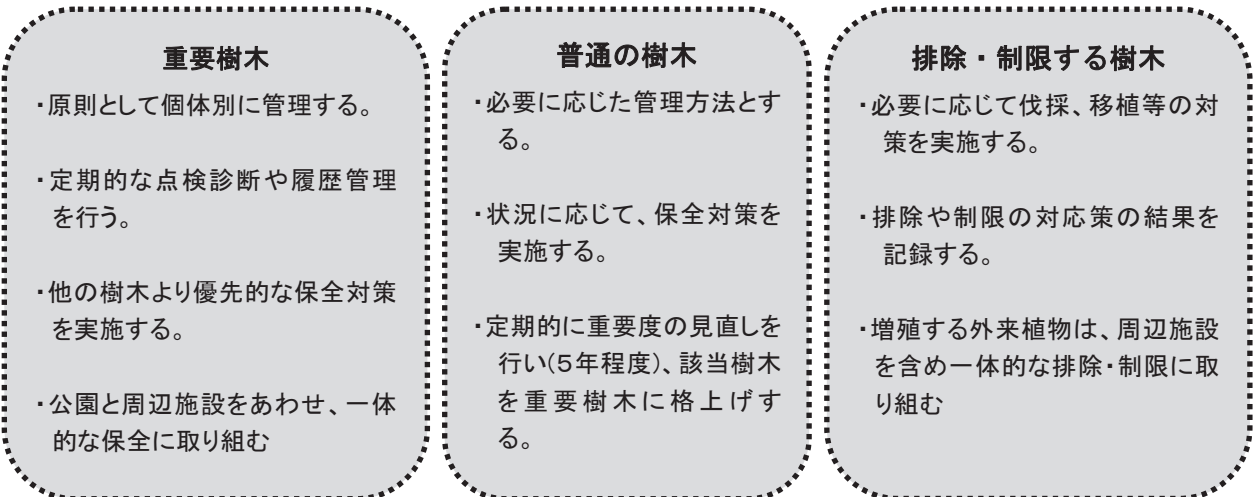 重要樹木
・原則として個体別に管理する。
・定期的な点検診断や履歴管理
を行う。
・他の樹木より優先的な保全対策
を実施する。
・公園と周辺施設をあわせ、一体
的な保全に取り組む
普通の樹木
・必要に応じた管理方法とす
る。
・状況に応じて、保全対策を
実施する。
・定期的に重要度の見直しを
行い(5年程度)、該当樹木
を重要樹木に格上げす
る。
排除・制限する樹木
・必要に応じて伐採、移植等の対
策を実施する。
・排除や制限の対応策の結果を
記録する。
・増殖する外来植物は、周辺施設
を含め一体的な排除・制限に取
り組む